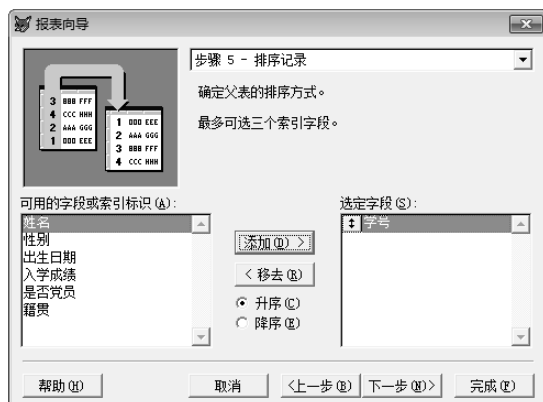 报表向导
步骤 5 - 排序记录
确定父表的排序方式。
最多可选三个索引字段。
3 BBB FFF
4 CCC HHH
2 AAA GGG
1 DDD EEE
1 DDD EEE
2 AAA GGG
3 BBB FFF
4 CCC HHH
可用的字段或索引标识(A):
选定字段(S):
姓名
性别
出生日期
入学成绩
是否党员
籍贯
添加(D) >
< 移去(R)
升序(C)
降序(E)
学号
帮助(H)
取消
<上一步(B)
下一步(N)>
完成(F)